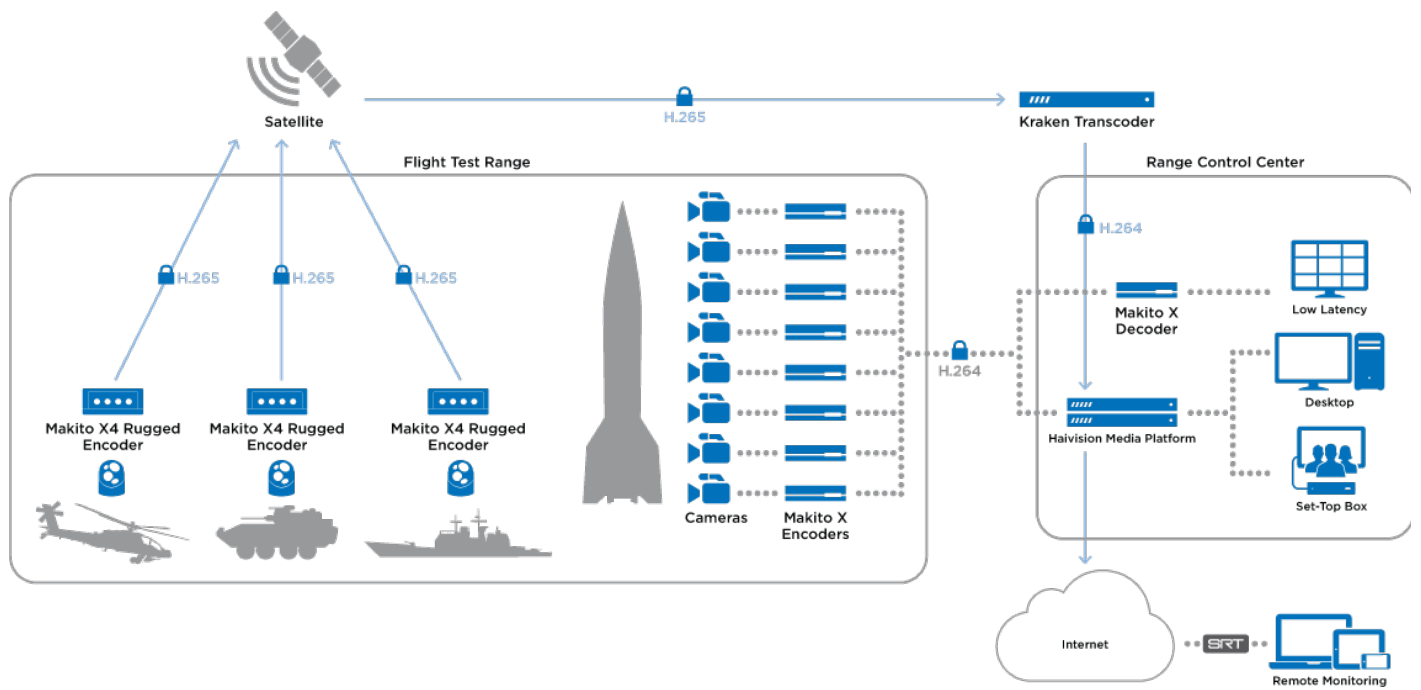 Satellite
H.265
Kraken Transcoder
Flight Test Range
Range Control Center
H.265
H.265
H.265
H.264
Makito X
Decoder
Low Latency
H.264
Makito X4 Rugged
Encoder
Makito X4 Rugged
Encoder
Makito X4 Rugged
Encoder
Desktop
Haivision Media Platform
Cameras
Makito X
Encoders
Set-Top Box
Internet
SRT
Remote Monitoring